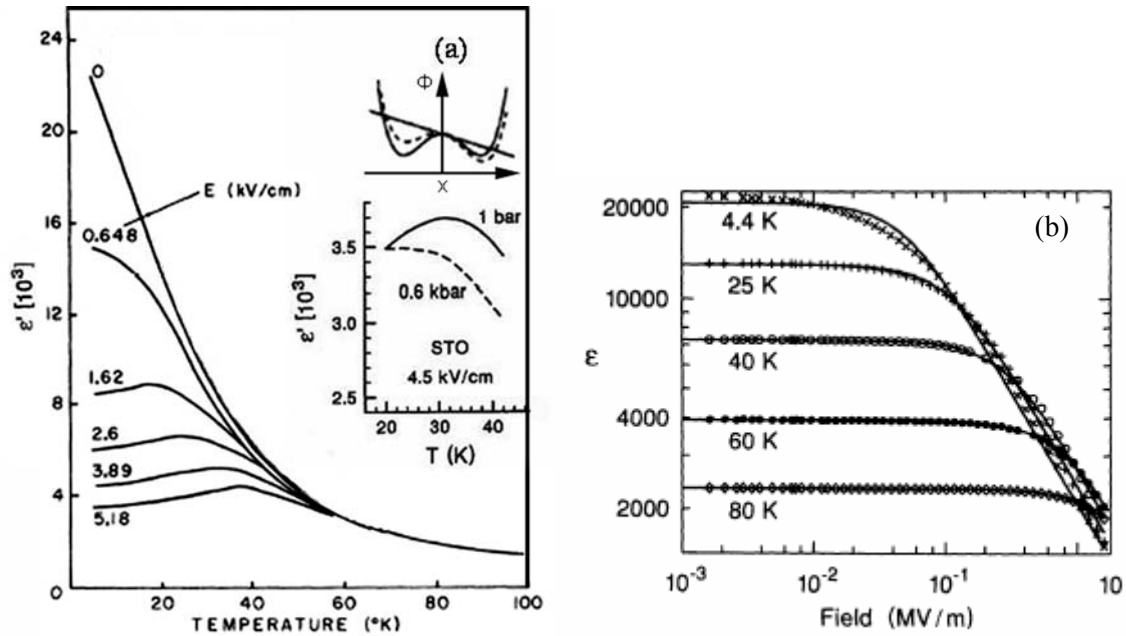 (a)
Φ
X
24
20
16
12
8
4
0
ε' [10³]
0
E (kV/cm)
0.648
1.62
2.6
3.89
5.18
20
40
60
80
100
TEMPERATURE (°K)
3.5
3.5
3.0
2.5
ε' [10³]
1 bar
0.6 kbar
STO
4.5 kV/cm
20
30
40
T (K)
(b)
20000
10000
4000
2000
ε
4.4 K
25 K
40 K
60 K
80 K
10⁻³
10⁻²
10⁻¹
10
Field (MV/m)